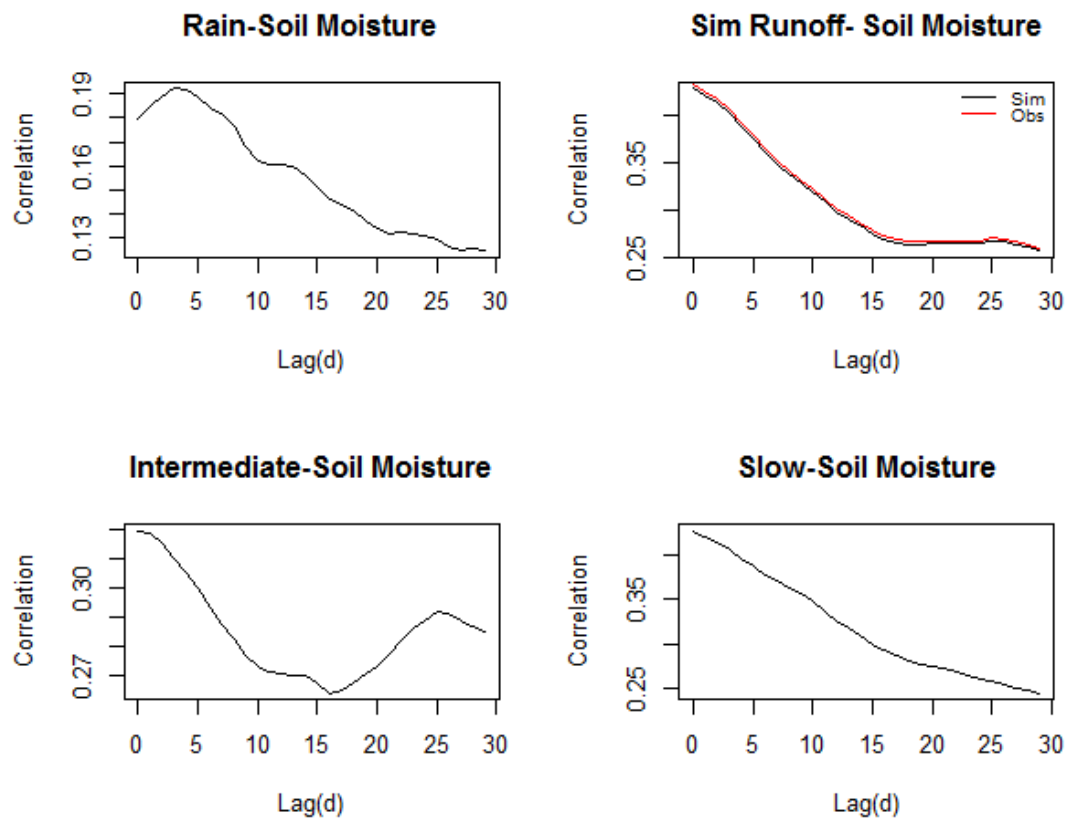 Rain-Soil Moisture
Correlation
0.19
0.16
0.13
0 5 10 15 20 25 30
Lag(d)
Sim Runoff- Soil Moisture
Correlation
0.35
0.25
Sim
Obs
0 5 10 15 20 25 30
Lag(d)
Intermediate-Soil Moisture
Correlation
0.30
0.27
0 5 10 15 20 25 30
Lag(d)
Slow-Soil Moisture
Correlation
0.35
0.25
0 5 10 15 20 25 30
Lag(d)